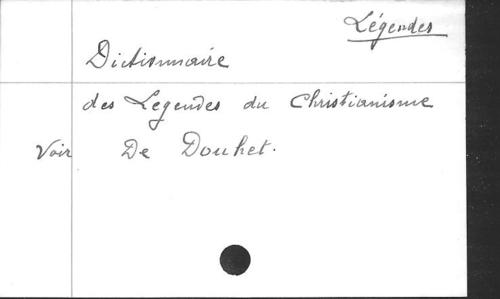 Légendes
Dictionnaire
des Legendes du Christianisme
Voir De Douhet.